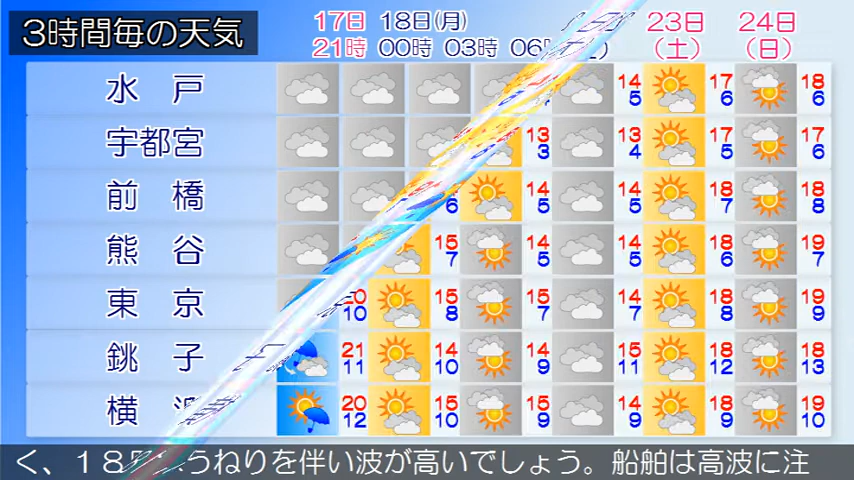 3時間毎の天気
17日 18日(月) 23日 24日
21時 00時 03時 (土) (日)
水戸 14 5 17 6 18 6
宇都宮 13 3 13 4 17 5 17 6
前橋 6 14 5 14 5 18 7 18 8
熊谷 15 7 14 5 14 5 18 6 19 7
東京 20 10 15 8 15 7 14 7 18 8 19 9
銚子 21 11 14 10 14 9 15 11 18 12 18 13
横 20 12 15 10 15 9 14 9 18 9 19 10
く、18 うねりを伴い波が高いでしょう。船舶は高波に注